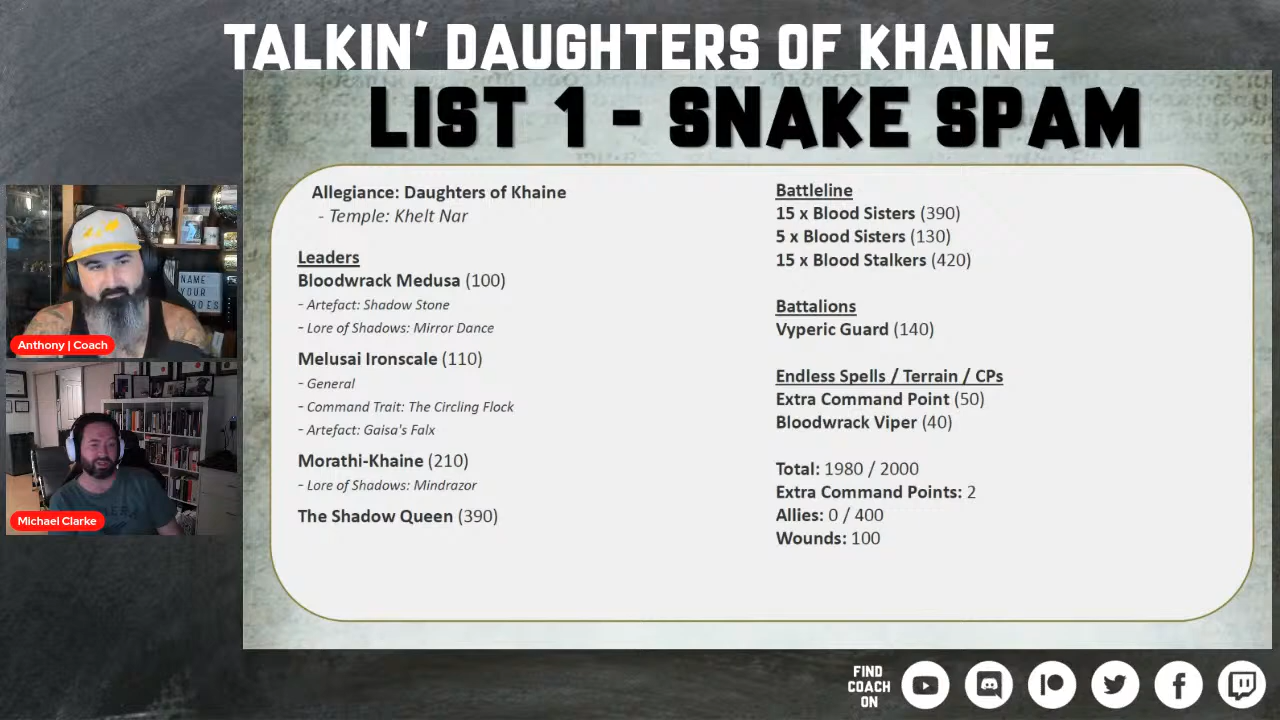 TALKIN' DAUGHTERS OF KHAINE
LIST 1 - SNAKE SPAM
Allegiance: Daughters of Khaine
- Temple: Khelt Nar
Leaders
Bloodwrack Medusa (100)
- Artefact: Shadow Stone
- Lore of Shadows: Mirror Dance
Melusai Ironscale (110)
- General
- Command Trait: The Circling Flock
- Artefact: Gaisa's Falx
Morathi-Khaine (210)
- Lore of Shadows: Mindrazor
The Shadow Queen (390)
Battleline
15 x Blood Sisters (390)
5 x Blood Sisters (130)
15 x Blood Stalkers (420)
Battalions
Vyperic Guard (140)
Endless Spells / Terrain / CPs
Extra Command Point (50)
Bloodwrack Viper (40)
Total: 1980 / 2000
Extra Command Points: 2
Allies: 0 / 400
Wounds: 100
NAME
YOUR
Anthony | Coach
Michael Clarke
FIND
COACH
ON